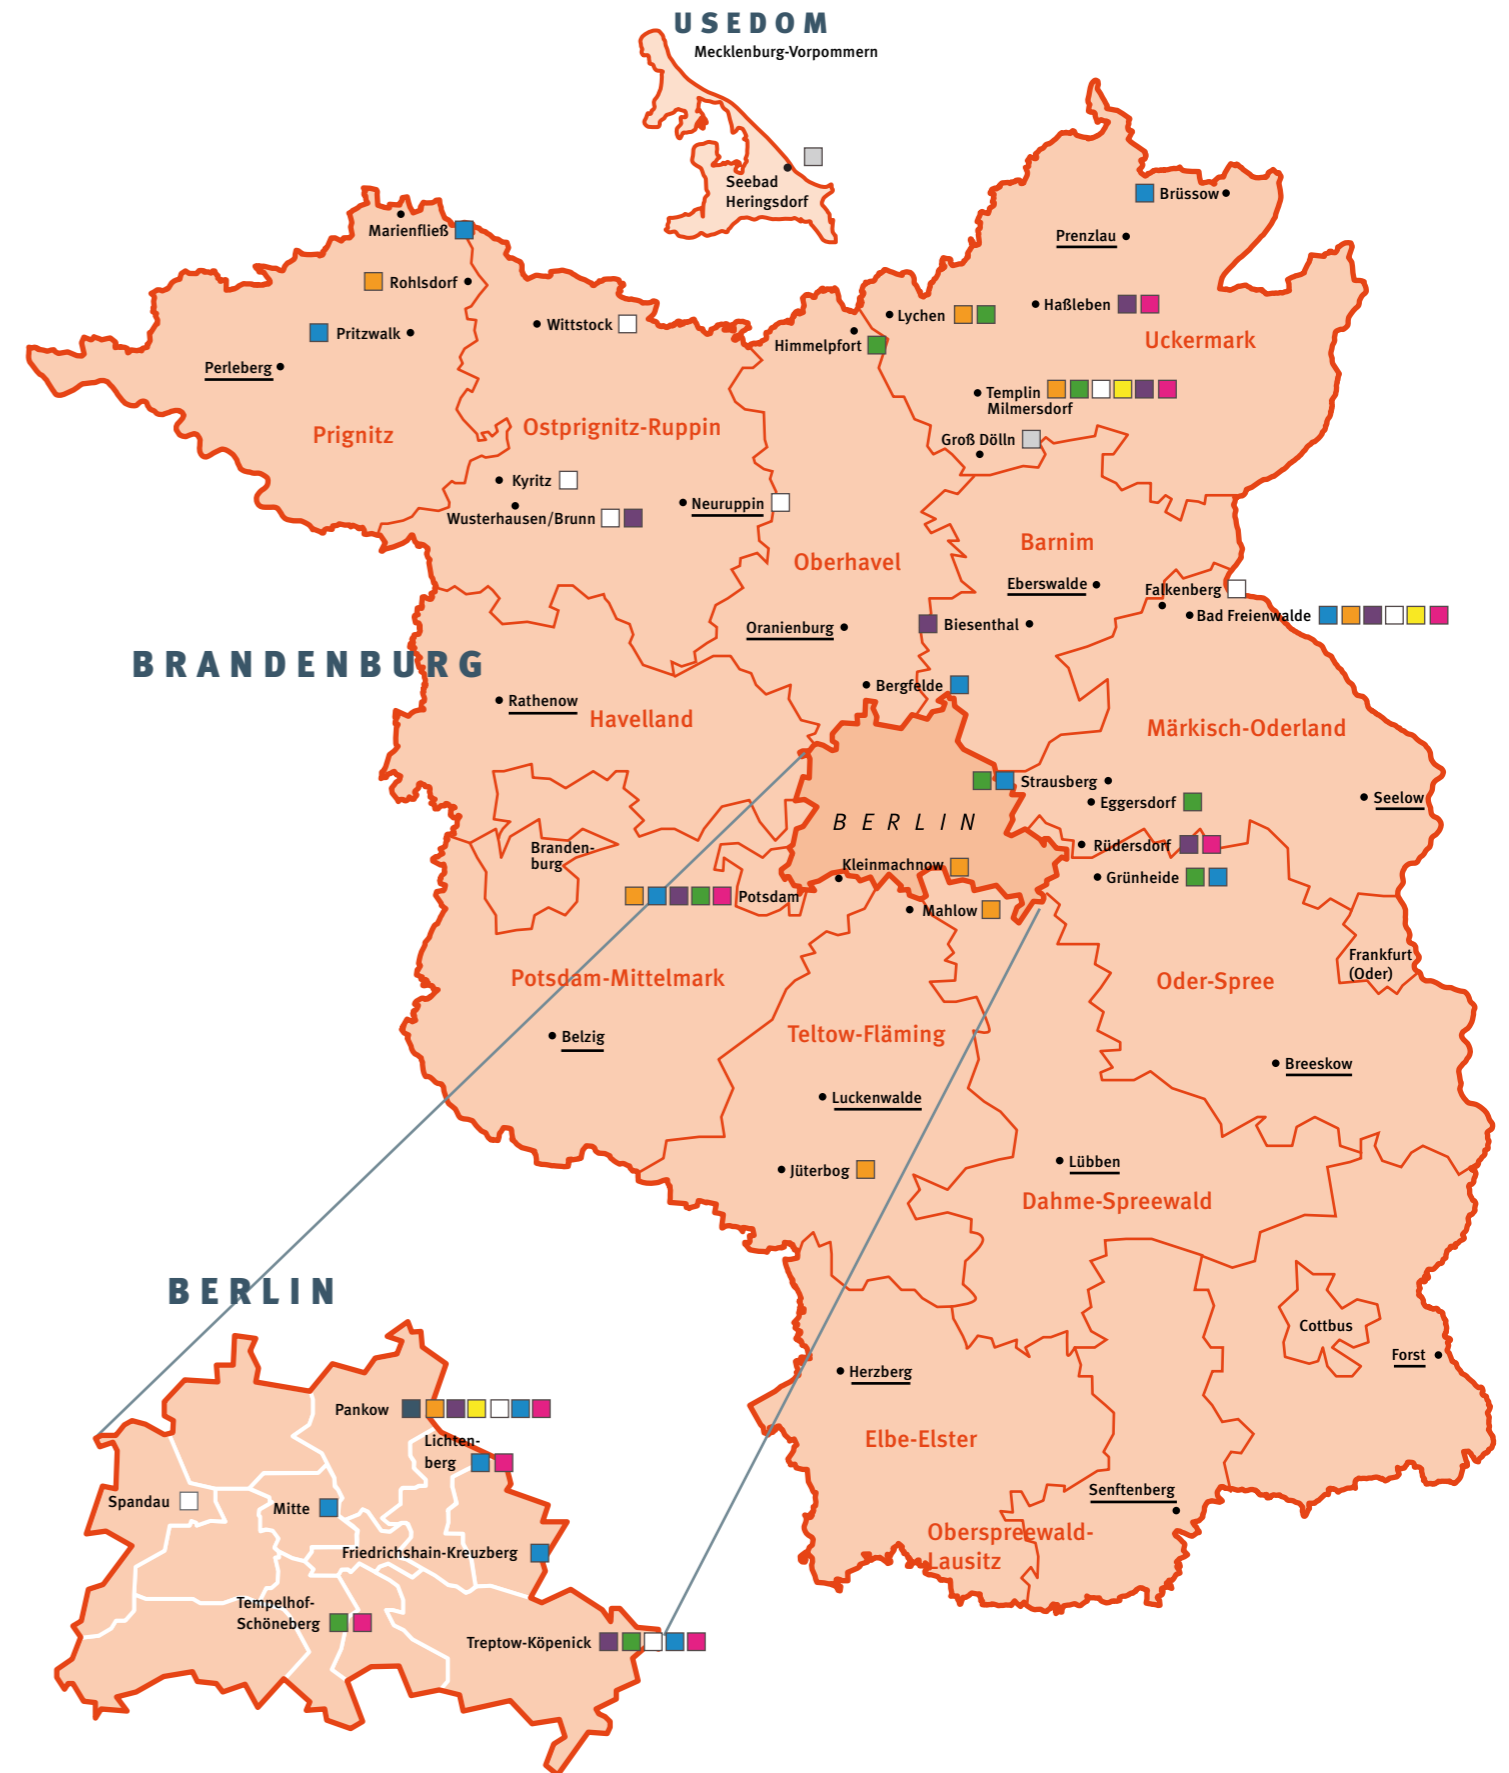 USEDOM
Mecklenburg-Vorpommern
Seebad
Heringsdorf
Brüssow
Marienfließ
Prenzlau
Rohlsdorf
Haßleben
Lychen
Wittstock
Pritzwalk
Uckermark
Himmelpfort
Perleberg
Templin
Milmersdorf
Ostprignitz-Ruppin
Prignitz
Groß Dölln
Kyritz
Neuruppin
Wusterhausen/Brunn
Barnim
Oberhavel
Eberswalde
Falkenberg
Bad Freienwalde
Biesenthal
Oranienburg
BRANDENBURG
Bergfelde
Rathenow
Havelland
Märkisch-Oderland
Strausberg
Seelow
Eggersdorf
BERLIN
Rüdersdorf
Branden-
burg
Kleinmachnow
Grünheide
Potsdam
Mahlow
Frankfurt
(Oder)
Potsdam-Mittelmark
Oder-Spree
Teltow-Fläming
Belzig
Breeskow
Luckenwalde
Lübben
Jüterbog
Dahme-Spreewald
BERLIN
Cottbus
Forst
Herzberg
Pankow
Elbe-Elster
Lichten-
berg
Senftenberg
Spandau
Mitte
Oberspreewald-
Lausitz
Friedrichshain-Kreuzberg
Tempelhof-
Schöneberg
Treptow-Köpenick